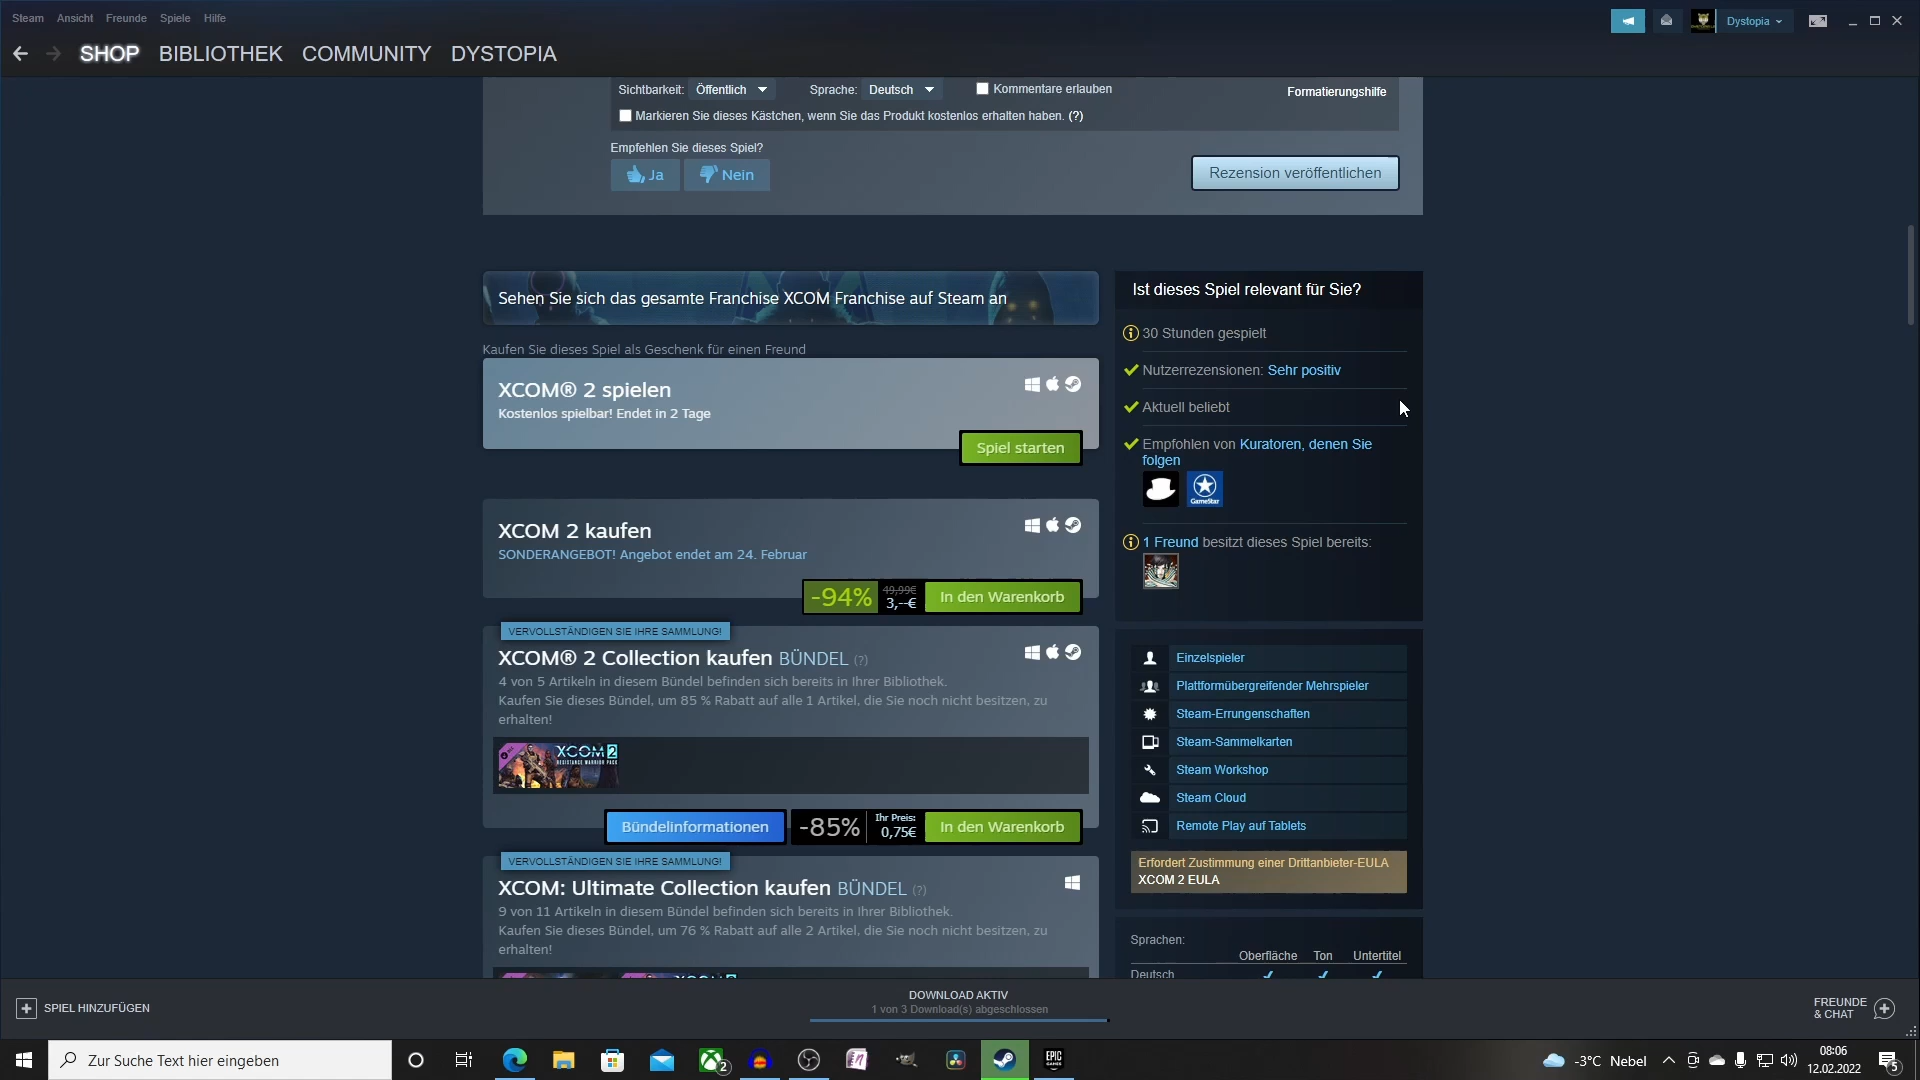 Steam Ansicht Freunde Spiele Hilfe
Dystopia
SHOP BIBLIOTHEK COMMUNITY DYSTOPIA
Sichtbarkeit: Öffentlich Sprache: Deutsch Kommentare erlauben Formatierungshilfe
Markieren Sie dieses Kästchen, wenn Sie das Produkt kostenlos erhalten haben. (?)
Empfehlen Sie dieses Spiel?
Ja Nein
Rezension veröffentlichen
Sehen Sie sich das gesamte Franchise XCOM Franchise auf Steam an
Kaufen Sie dieses Spiel als Geschenk für einen Freund
XCOM® 2 spielen
Kostenlos spielbar! Endet in 2 Tage
Spiel starten
XCOM 2 kaufen
SONDERANGEBOT! Angebot endet am 24. Februar
-94% 49,99€ 3,--€ In den Warenkorb
VERVOLLSTÄNDIGEN SIE IHRE SAMMLUNG!
XCOM® 2 Collection kaufen BÜNDEL (?)
4 von 5 Artikeln in diesem Bündel befinden sich bereits in Ihrer Bibliothek.
Kaufen Sie dieses Bündel, um 85 % Rabatt auf alle 1 Artikel, die Sie noch nicht besitzen, zu
erhalten!
XCOM 2
RESISTANCE WARRIOR PACK
Bündelinformationen -85% Ihr Preis: 0,75€ In den Warenkorb
VERVOLLSTÄNDIGEN SIE IHRE SAMMLUNG!
XCOM: Ultimate Collection kaufen BÜNDEL (?)
9 von 11 Artikeln in diesem Bündel befinden sich bereits in Ihrer Bibliothek.
Kaufen Sie dieses Bündel, um 76 % Rabatt auf alle 2 Artikel, die Sie noch nicht besitzen, zu
erhalten!
Ist dieses Spiel relevant für Sie?
30 Stunden gespielt
Nutzerrezensionen: Sehr positiv
Aktuell beliebt
Empfohlen von Kuratoren, denen Sie
folgen
GameStar
1 Freund besitzt dieses Spiel bereits:
Einzelspieler
Plattformübergreifender Mehrspieler
Steam-Errungenschaften
Steam-Sammelkarten
Steam Workshop
Steam Cloud
Remote Play auf Tablets
Erfordert Zustimmung einer Drittanbieter-EULA
XCOM 2 EULA
Sprachen:
Oberfläche Ton Untertitel
Deutsch
SPIEL HINZUFÜGEN
DOWNLOAD AKTIV
1 von 3 Download(s) abgeschlossen
FREUNDE
& CHAT
Zur Suche Text hier eingeben
2
EPIC
GAMES
-3°C Nebel
08:06
12.02.2022
5